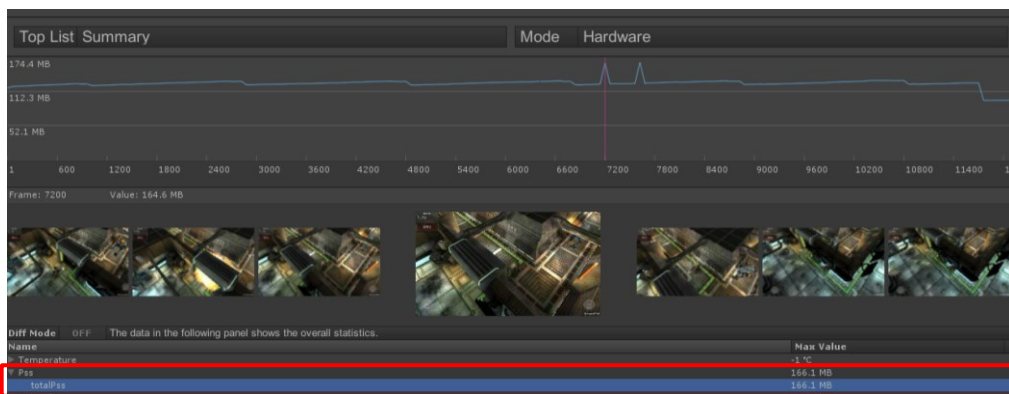 Top List Summary Mode Hardware
174.4 MB
112.3 MB
52.1 MB
1 600 1200 1800 2400 3000 3600 4200 4800 5400 6000 6600 7200 7800 8400 9000 9600 10200 10800 11400 1
Frame: 7200 Value: 164.6 MB
Diff Mode OFF The data in the following panel shows the overall statistics.
Name Max Value
Temperature -1 °C
Pss 166.1 MB
totalPss 166.1 MB